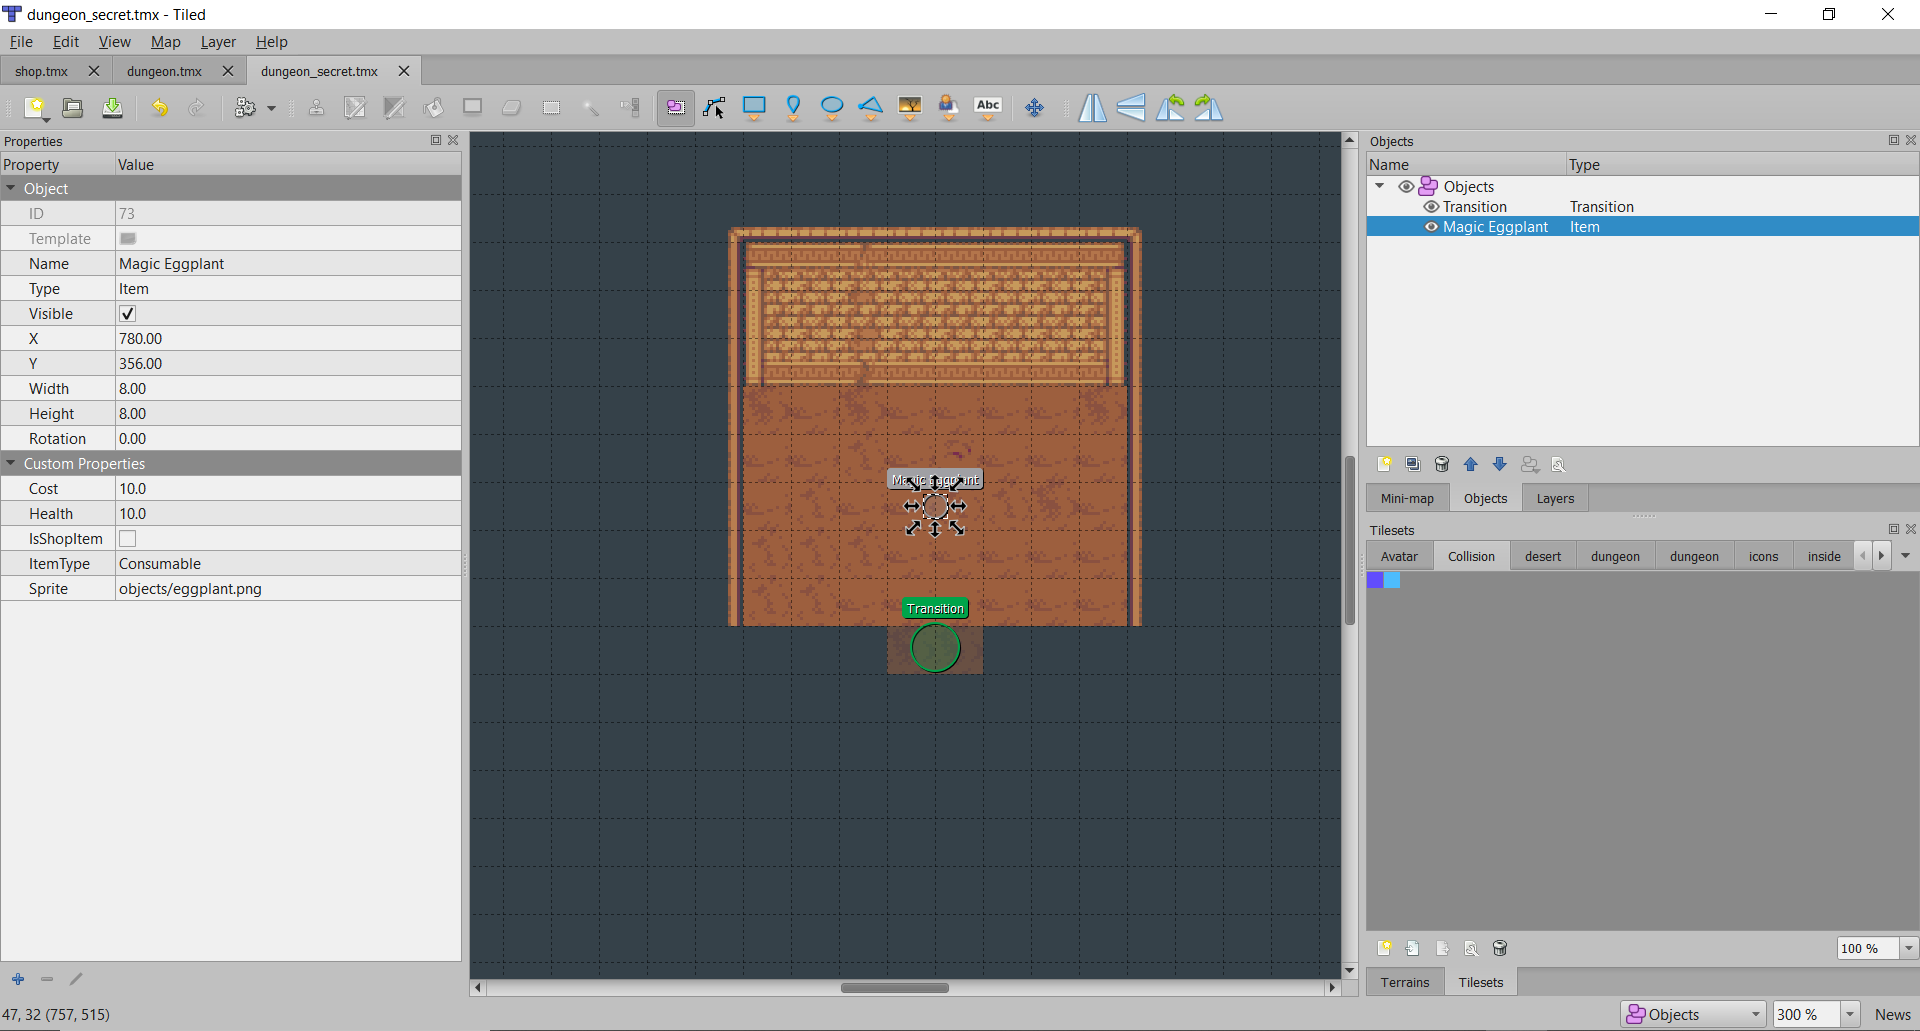 dungeon_secret.tmx - Tiled
File Edit View Map Layer Help
shop.tmx dungeon.tmx dungeon_secret.tmx
Abc
Properties
Property Value
Object
ID 73
Template
Name Magic Eggplant
Type Item
Visible
X 780.00
Y 356.00
Width 8.00
Height 8.00
Rotation 0.00
Custom Properties
Cost 10.0
Health 10.0
IsShopItem
ItemType Consumable
Sprite objects/eggplant.png
Magic Eggplant
Transition
Objects
Name Type
Objects
Transition Transition
Magic Eggplant Item
Mini-map Objects Layers
Tilesets
Avatar Collision desert dungeon dungeon icons inside
100 %
Terrains Tilesets
47, 32 (757, 515)
Objects 300 % News